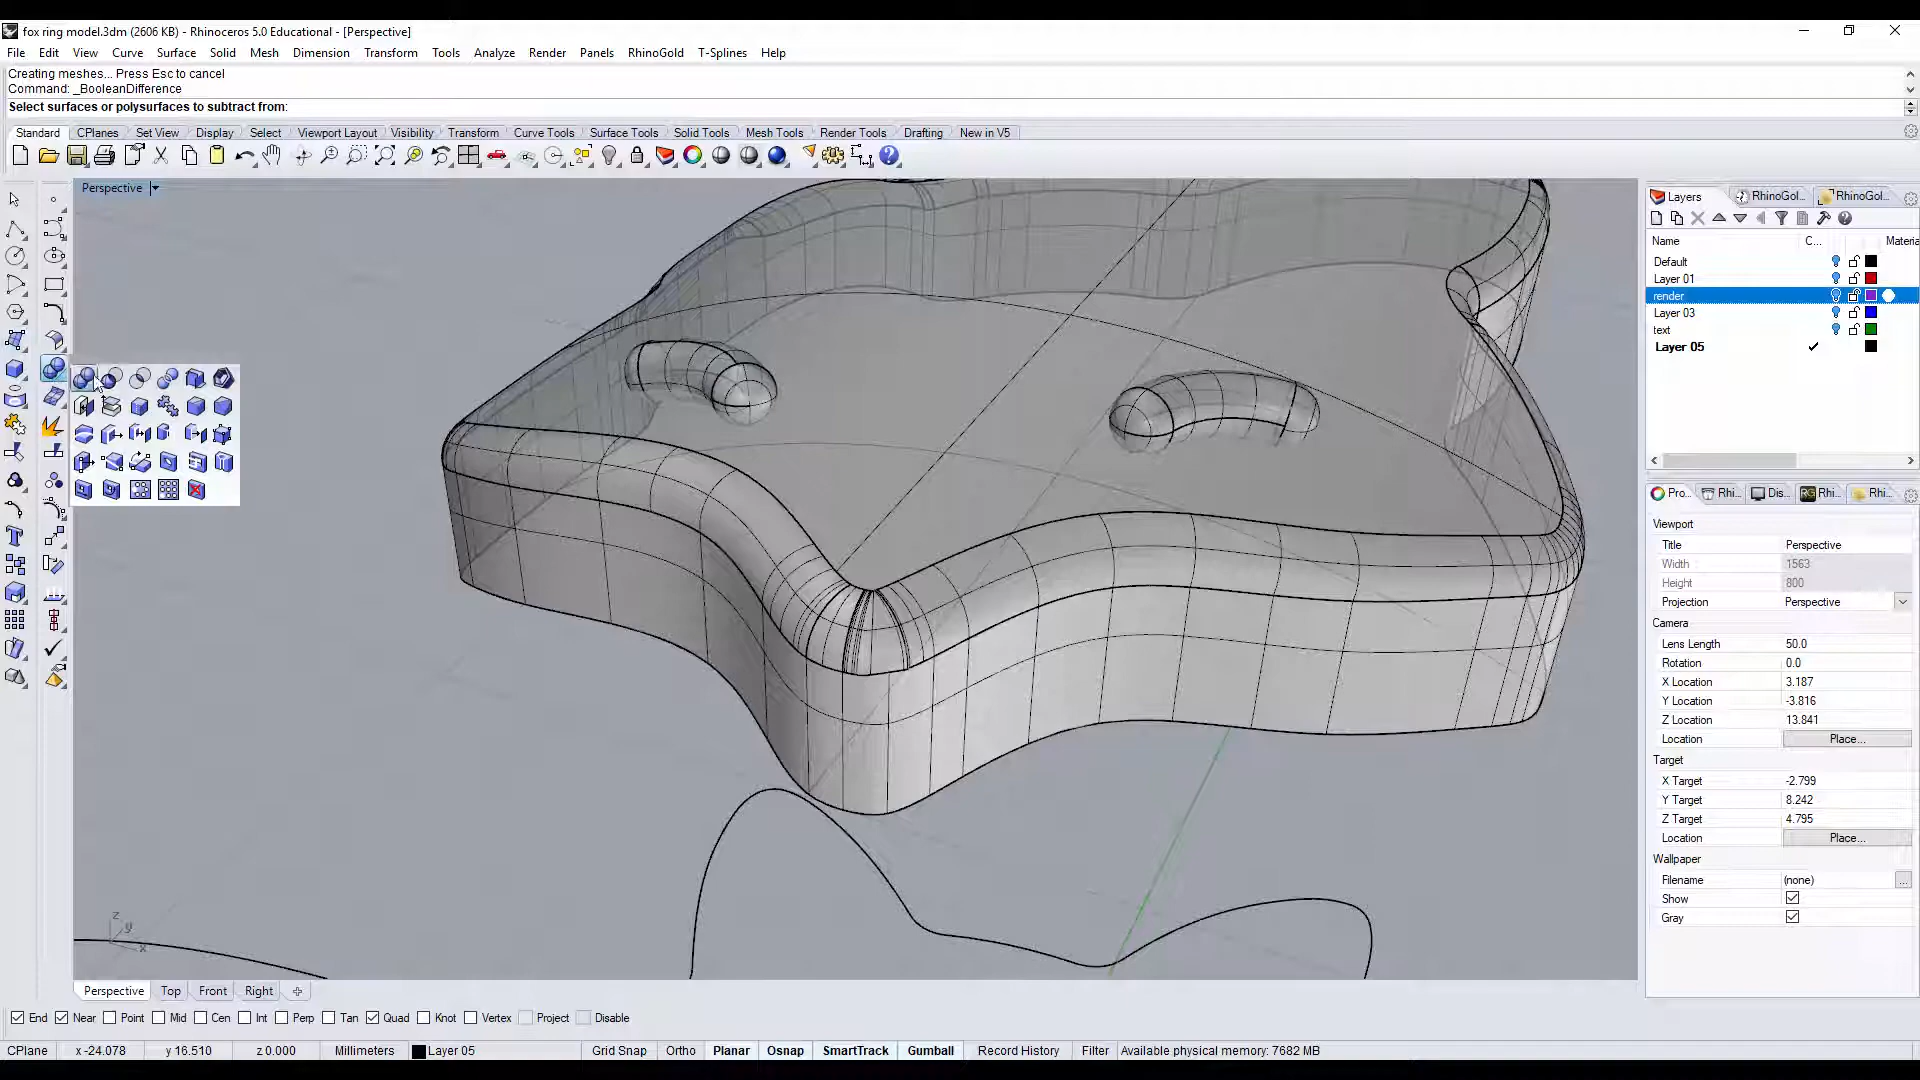 fox ring model.3dm (2606 KB) - Rhinoceros 5.0 Educational - [Perspective]
File Edit View Curve Surface Solid Mesh Dimension Transform Tools Analyze Render Panels RhinoGold T-Splines Help
Creating meshes... Press Esc to cancel
Command: _BooleanDifference
Select surfaces or polysurfaces to subtract from:
Standard CPlanes Set View Display Select Viewport Layout Visibility Transform Curve Tools Surface Tools Solid Tools Mesh Tools Render Tools Drafting New in V5
Perspective
Layers RhinoGol... RhinoGol...
Name C... Materia
Default
Layer 01
render
Layer 03
text
Layer 05
Pro... Rhi... Dis... Rhi... Rhi...
Viewport
Title Perspective
Width 1563
Height 800
Projection Perspective
Camera
Lens Length 50.0
Rotation 0.0
X Location 3.187
Y Location -3.816
Z Location 13.841
Location Place...
Target
X Target -2.799
Y Target 8.242
Z Target 4.795
Location Place...
Wallpaper
Filename (none) ...
Show
Gray
z y x
Perspective Top Front Right
End Near Point Mid Cen Int Perp Tan Quad Knot Vertex Project Disable
CPlane x -24.078 y 16.510 z 0.000 Millimeters Layer 05 Grid Snap Ortho Planar Osnap SmartTrack Gumball Record History Filter Available physical memory: 7682 MB